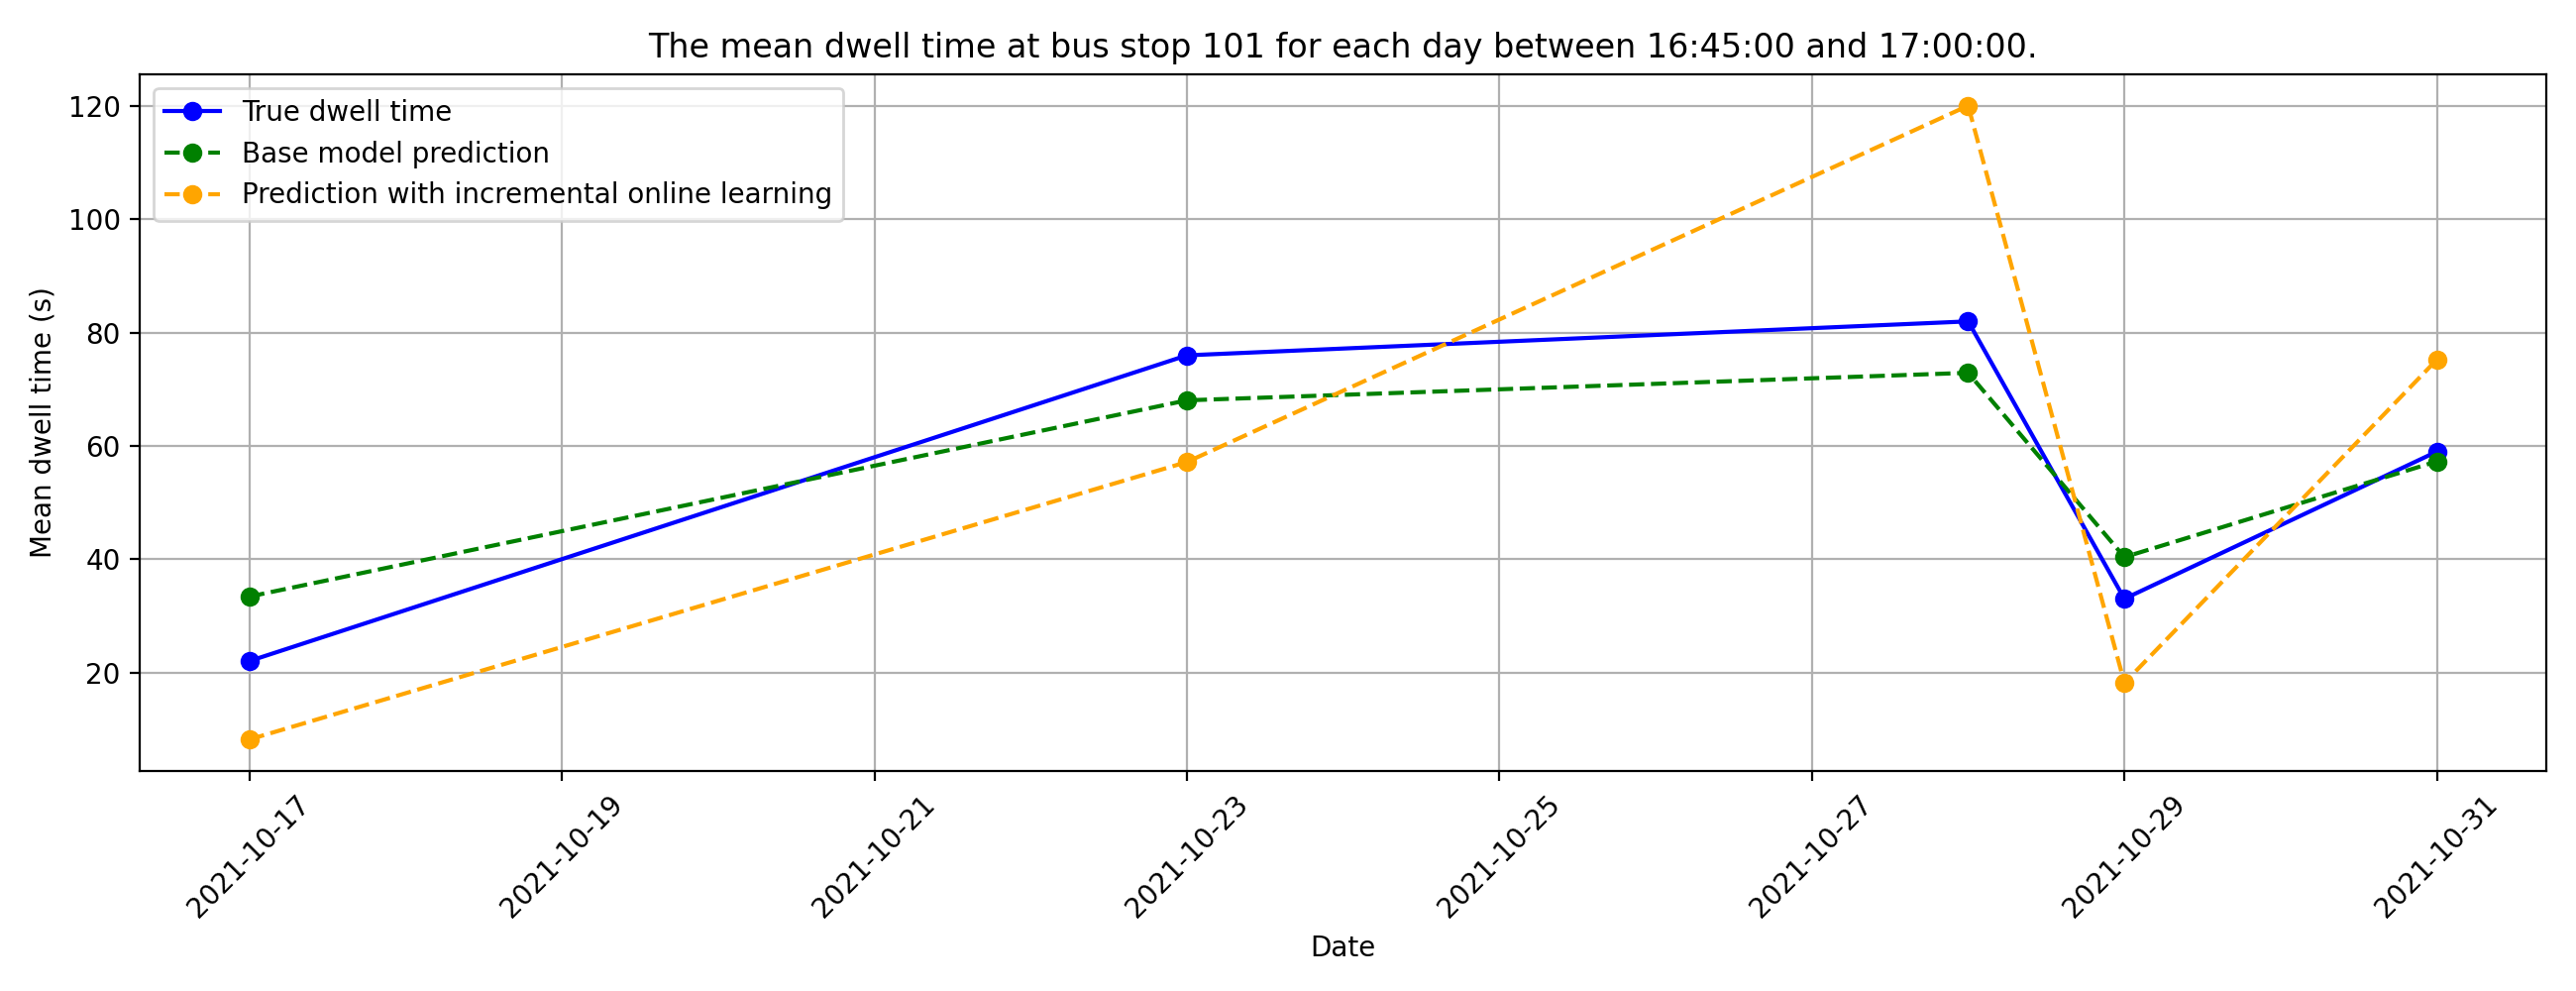 The mean dwell time at bus stop 101 for each day between 16:45:00 and 17:00:00.
True dwell time
Base model prediction
Prediction with incremental online learning
Mean dwell time (s)
120
100
80
60
40
20
2021-10-17
2021-10-19
2021-10-21
2021-10-23
2021-10-25
2021-10-27
2021-10-29
2021-10-31
Date